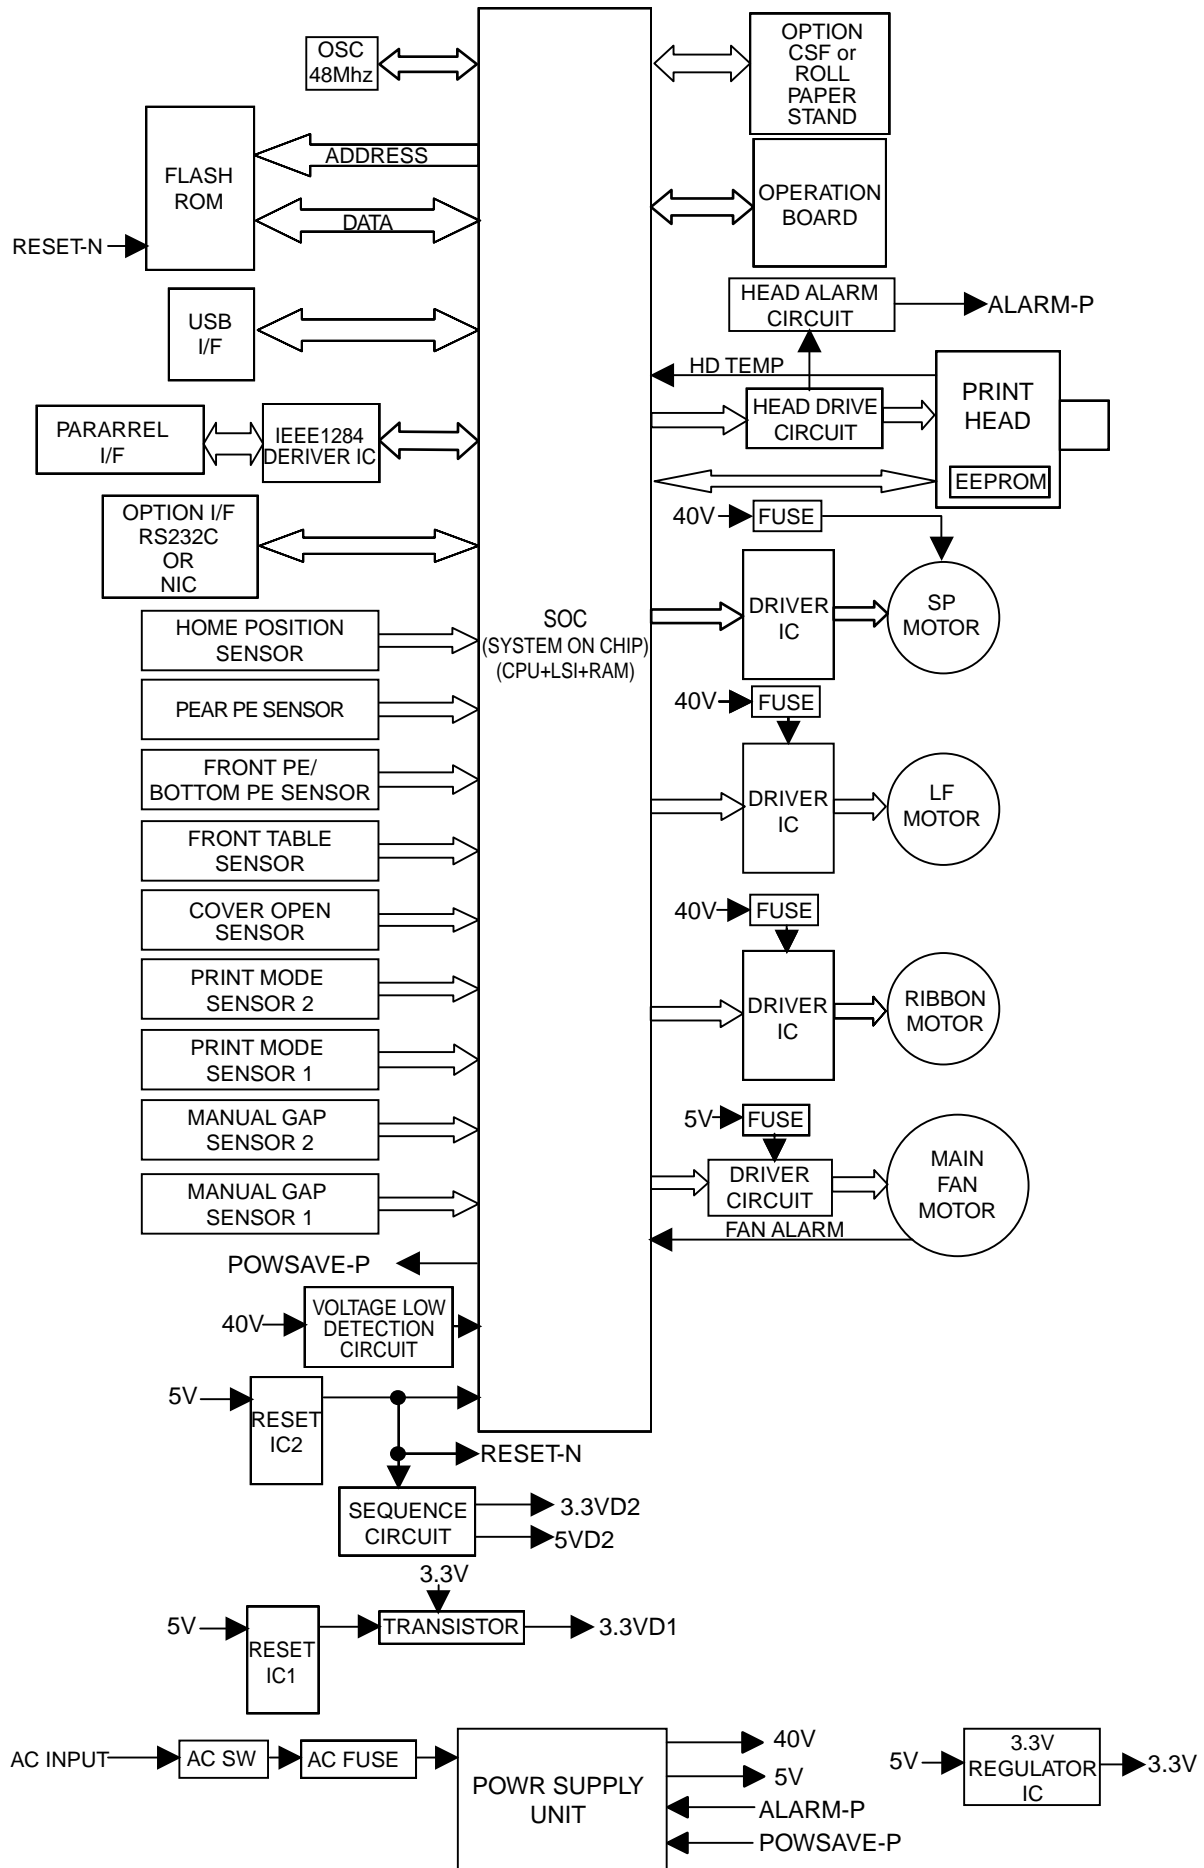 OSC
48Mhz
OPTION
CSF or
ROLL
PAPER
STAND
ADDRESS
FLASH
ROM
DATA
RESET-N
OPERATION
BOARD
HEAD ALARM
CIRCUIT
ALARM-P
USB
I/F
HD TEMP
PRINT
HEAD
HEAD DRIVE
CIRCUIT
EEPROM
PARARREL
I/F
IEEE1284
DERIVER IC
40V
FUSE
OPTION I/F
RS232C
OR
NIC
SOC
(SYSTEM ON CHIP)
(CPU+LSI+RAM)
DRIVER
IC
SP
MOTOR
HOME POSITION
SENSOR
PEAR PE SENSOR
40V
FUSE
FRONT PE/
BOTTOM PE SENSOR
DRIVER
IC
LF
MOTOR
FRONT TABLE
SENSOR
COVER OPEN
SENSOR
40V
FUSE
PRINT MODE
SENSOR 2
DRIVER
IC
RIBBON
MOTOR
PRINT MODE
SENSOR 1
MANUAL GAP
SENSOR 2
5V
FUSE
MANUAL GAP
SENSOR 1
DRIVER
CIRCUIT
MAIN
FAN
MOTOR
FAN ALARM
POWSAVE-P
40V
VOLTAGE LOW
DETECTION
CIRCUIT
5V
RESET
IC2
RESET-N
SEQUENCE
CIRCUIT
3.3VD2
5VD2
3.3V
5V
RESET
IC1
TRANSISTOR
3.3VD1
AC INPUT
AC SW
AC FUSE
POWR SUPPLY
UNIT
40V
5V
ALARM-P
POWSAVE-P
5V
3.3V
REGULATOR
IC
3.3V